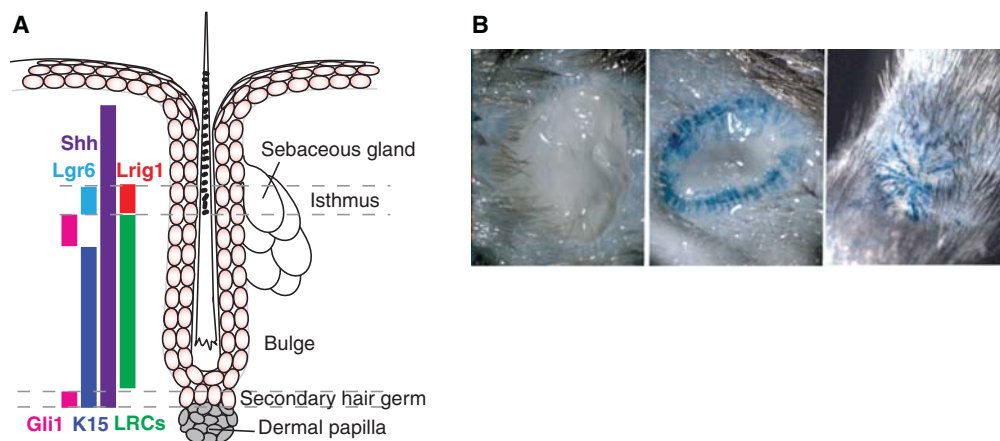 A
B
Shh
Lgr6
Lrig1
Sebaceous gland
Isthmus
Bulge
Secondary hair germ
Gli1
K15
LRCs
Dermal papilla